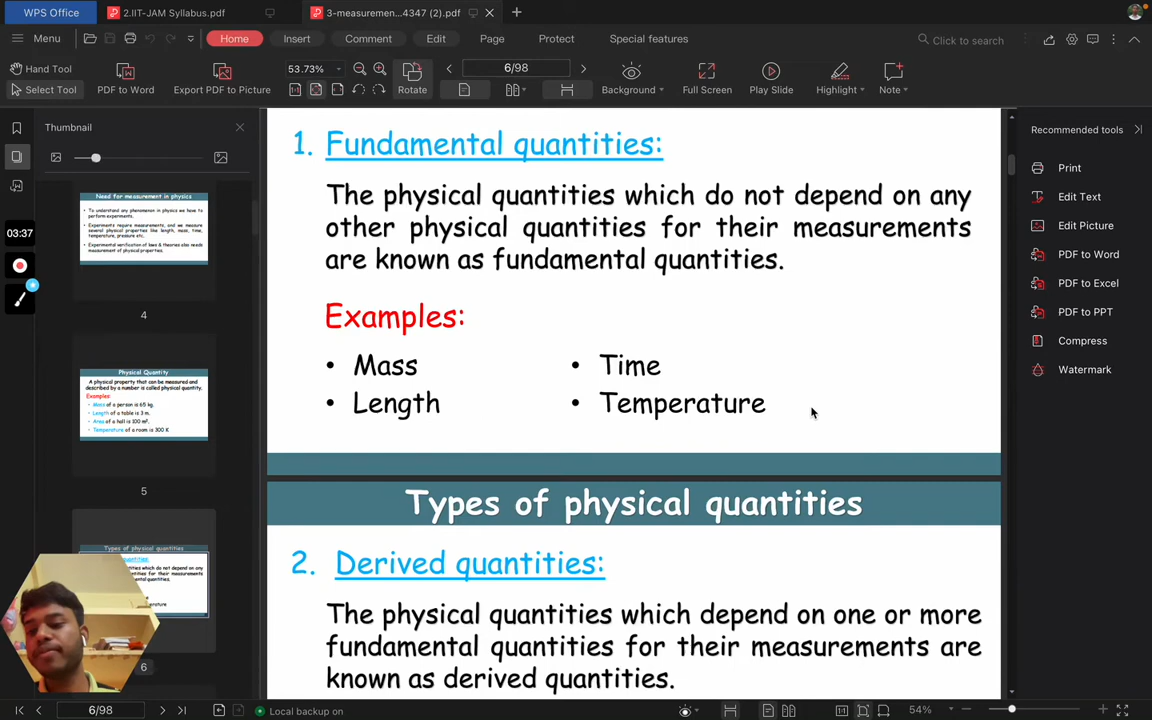 WPS Office
2.IIT-JAM Syllabus.pdf
3-measuremen...4347 (2).pdf
Menu
Home
Insert
Comment
Edit
Page
Protect
Special features
Click to search
Hand Tool
Select Tool
PDF to Word
Export PDF to Picture
53.73%
6/98
Rotate
Background
Full Screen
Play Slide
Highlight
Note
Thumbnail
Need for measurement in physics
To understand any phenomenon in physics we have to
perform experiments.
Experiments require measurements, and we measure
several physical properties like length, mass, time,
temperature, pressure etc.
Experimental verification of laws & theories also needs
measurement of physical properties.
4
Physical Quantity
A physical property that can be measured and
described by a number is called physical quantity.
Examples:
• Mass of a person is 65 kg.
• Length of a table is 3 m.
• Area of a hall is 100 m².
• Temperature of a room is 300 K
5
Types of physical quantities
6
03:37
1. Fundamental quantities:
The physical quantities which do not depend on any
other physical quantities for their measurements
are known as fundamental quantities.
Examples:
• Mass
• Time
• Length
• Temperature
Types of physical quantities
2. Derived quantities:
The physical quantities which depend on one or more
fundamental quantities for their measurements are
known as derived quantities.
Recommended tools
Print
Edit Text
Edit Picture
PDF to Word
PDF to Excel
PDF to PPT
Compress
Watermark
6/98
Local backup on
54%